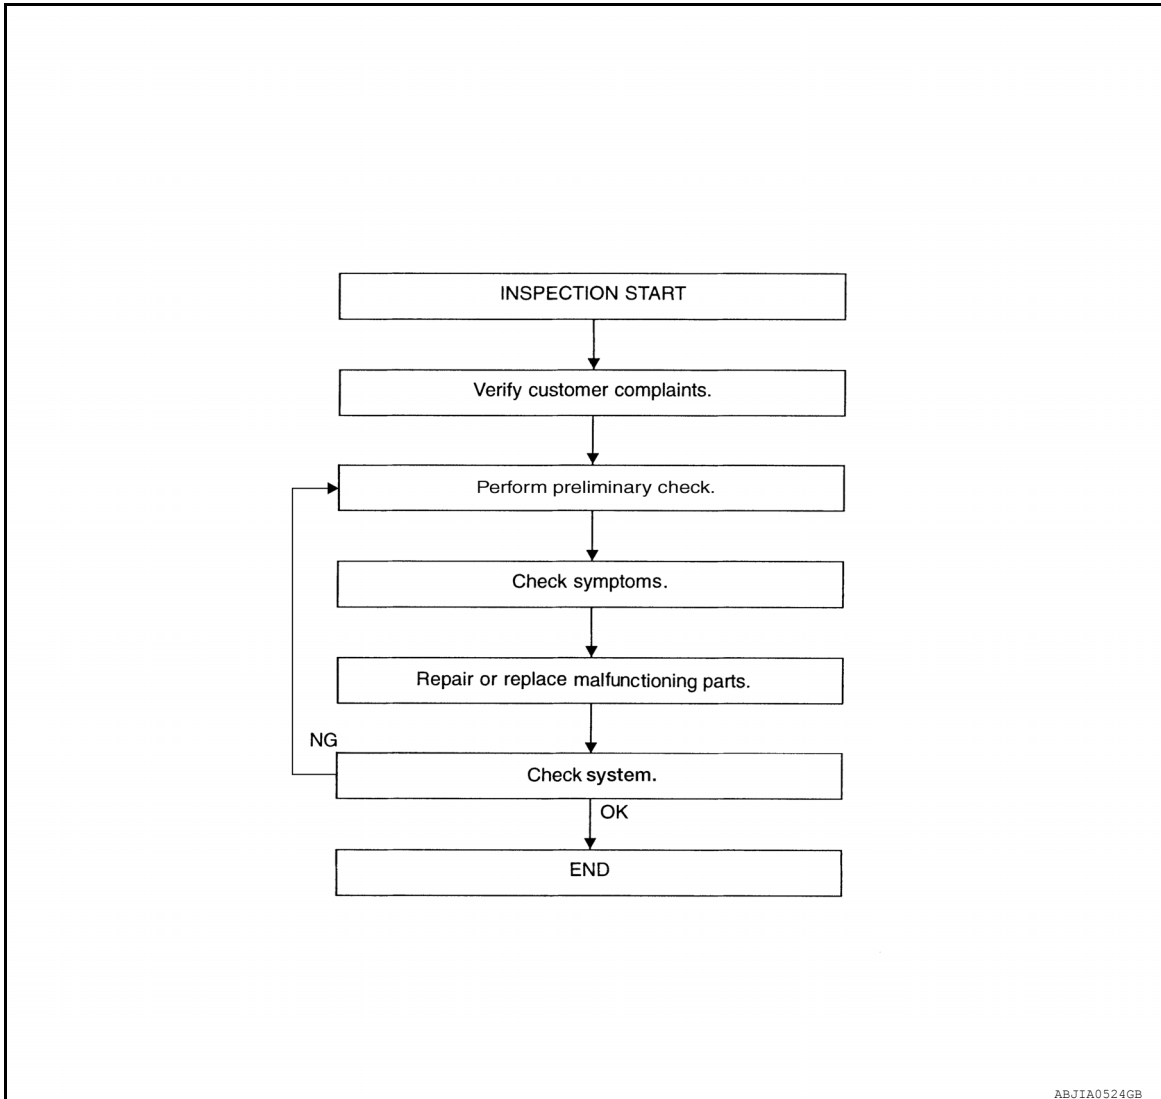 INSPECTION START
Verify customer complaints.
Perform preliminary check.
Check symptoms.
Repair or replace malfunctioning parts.
NG
Check system.
OK
END
ABJIA0524GB